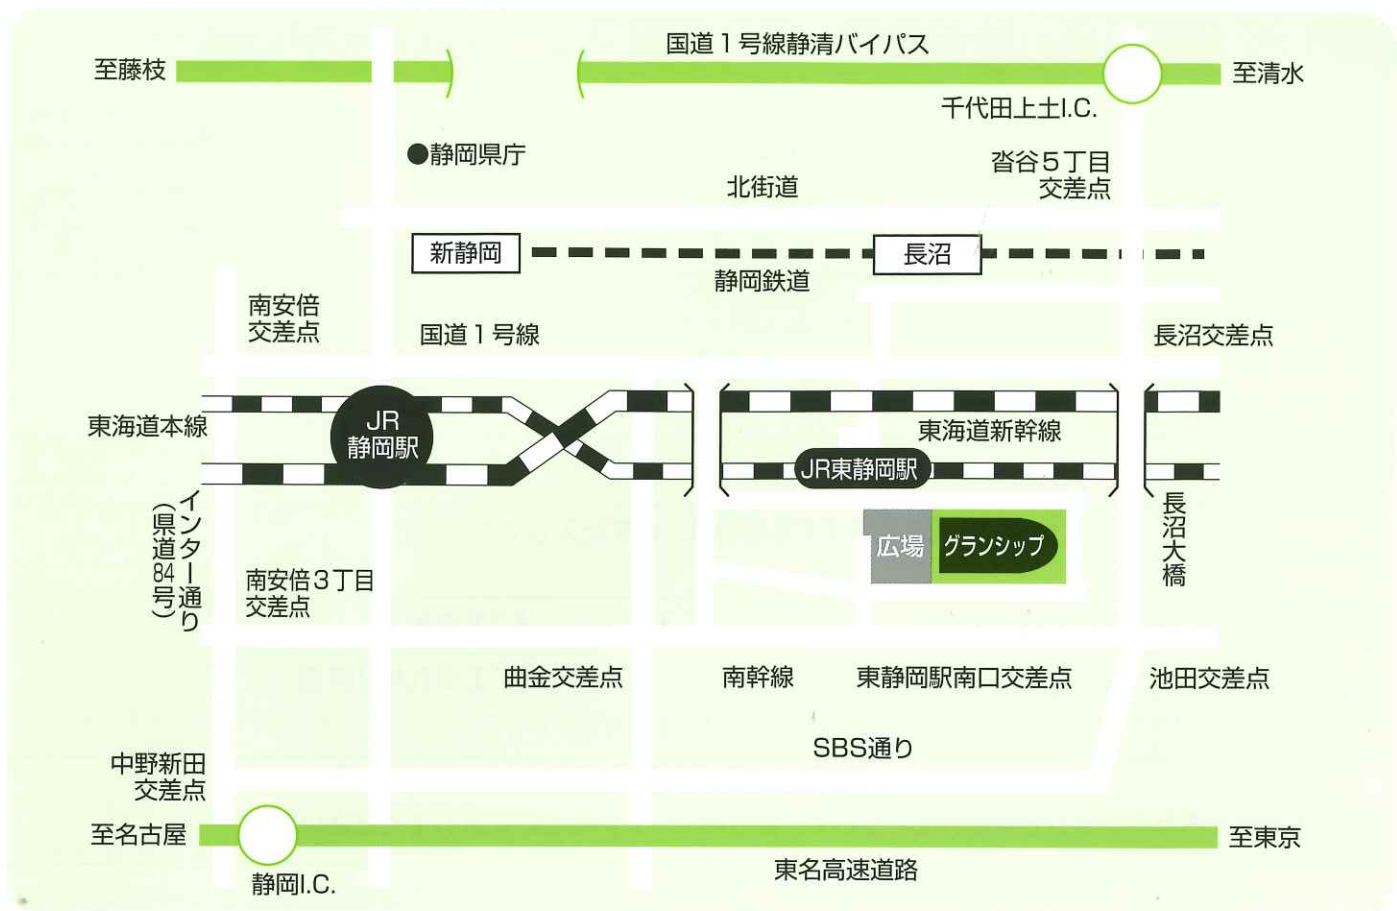 国道１号線静清バイパス
至藤枝
至清水
千代田上土I.C.
●静岡県庁
沓谷５丁目
交差点
北街道
新静岡
長沼
静岡鉄道
南安倍
交差点
国道１号線
長沼交差点
東海道本線
JR
静岡駅
東海道新幹線
JR東静岡駅
インター通り
（県道84号）
長沼大橋
広場
グランシップ
南安倍３丁目
交差点
曲金交差点
南幹線
東静岡駅南口交差点
池田交差点
SBS通り
中野新田
交差点
至名古屋
至東京
東名高速道路
静岡I.C.